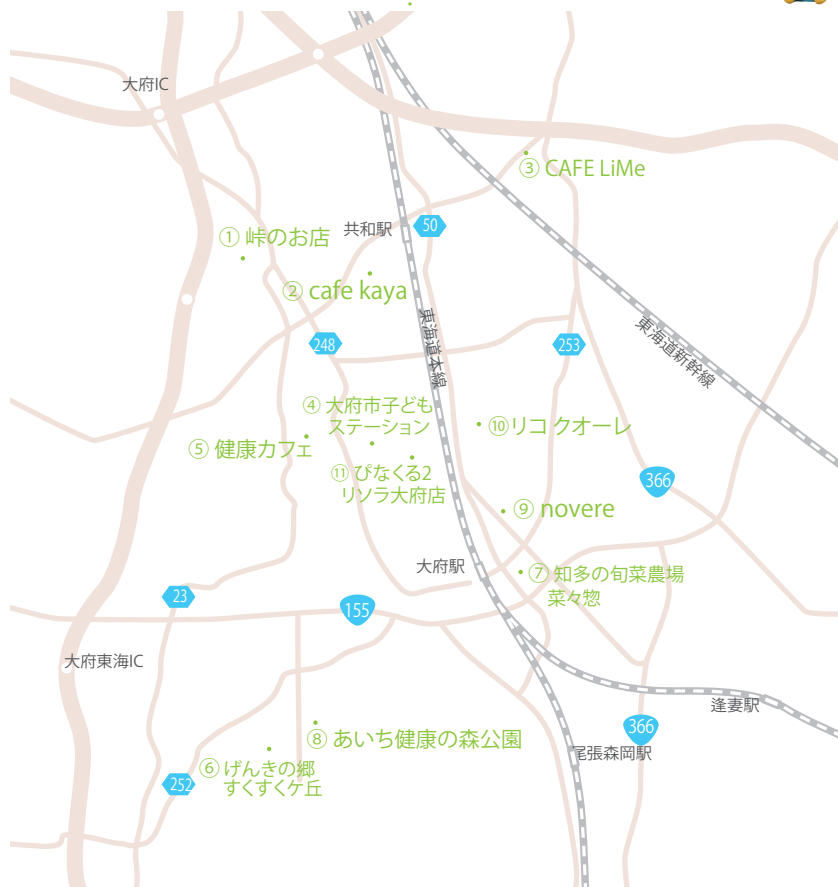 大府IC
③ CAFE LiMe
共和駅
50
① 峠のお店
② cafe kaya
東海道本線
東海道新幹線
248
253
④ 大府市子ども
ステーション
⑩リコ クオーレ
⑤ 健康カフェ
⑪ ぴなくる2
リソラ大府店
366
⑨ novere
大府駅
⑦ 知多の旬菜農場
菜々惣
23
155
大府東海IC
逢妻駅
366
⑧ あいち健康の森公園
尾張森岡駅
⑥ げんきの郷
すくすくケ丘
252